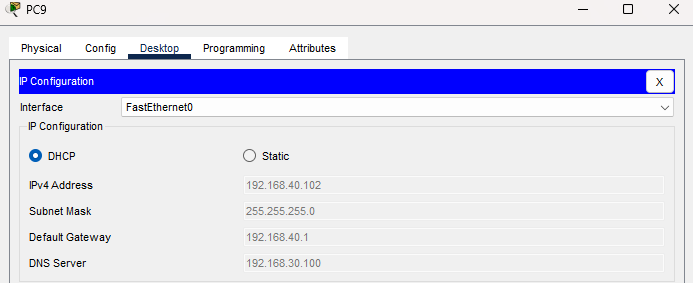 PC9
Physical Config Desktop Programming Attributes
IP Configuration X
Interface FastEthernet0
IP Configuration
DHCP Static
IPv4 Address 192.168.40.102
Subnet Mask 255.255.255.0
Default Gateway 192.168.40.1
DNS Server 192.168.30.100